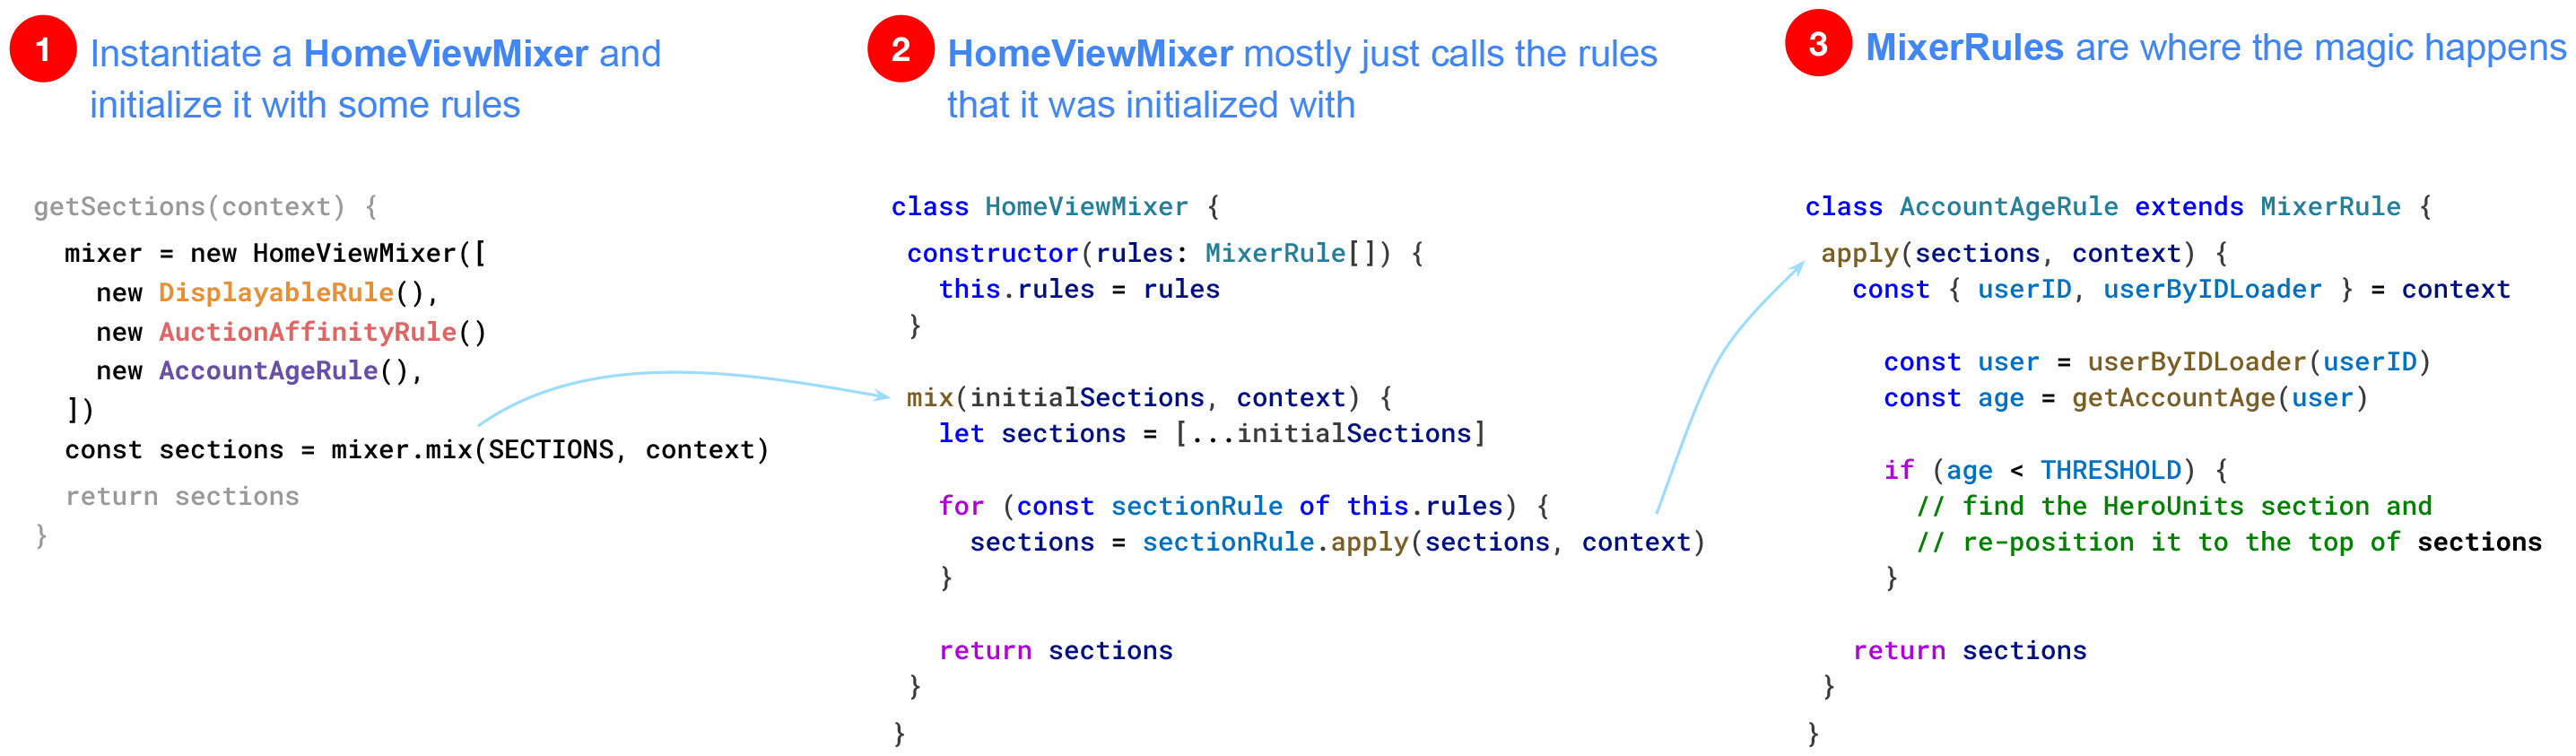 1 Instantiate a HomeViewMixer and
initialize it with some rules
getSections(context) {
mixer = new HomeViewMixer([
new DisplayableRule(),
new AuctionAffinityRule()
new AccountAgeRule(),
])
const sections = mixer.mix(SECTIONS, context)
return sections
}
2 HomeViewMixer mostly just calls the rules
that it was initialized with
class HomeViewMixer {
constructor(rules: MixerRule[]) {
this.rules = rules
}
mix(initialSections, context) {
let sections = [...initialSections]
for (const sectionRule of this.rules) {
sections = sectionRule.apply(sections, context)
}
return sections
}
}
3 MixerRules are where the magic happens
class AccountAgeRule extends MixerRule {
apply(sections, context) {
const { userID, userByIDLoader } = context
const user = userByIDLoader(userID)
const age = getAccountAge(user)
if (age < THRESHOLD) {
// find the HeroUnits section and
// re-position it to the top of sections
}
return sections
}
}